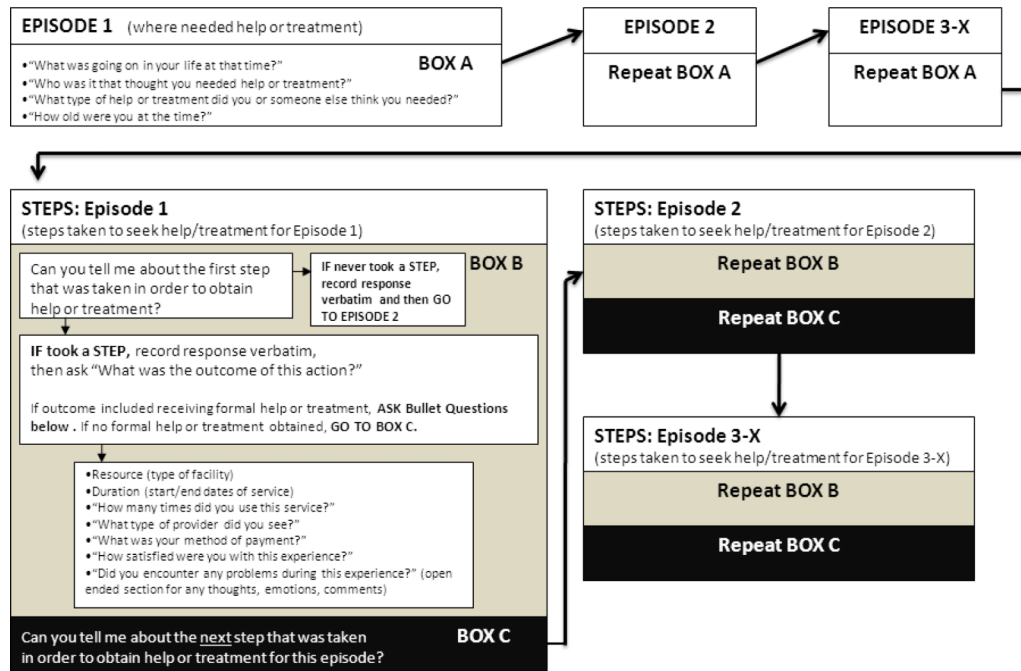 EPISODE 1 (where needed help or treatment)
BOX A
•“What was going on in your life at that time?”
•“Who was it that thought you needed help or treatment?”
•“What type of help or treatment did you or someone else think you needed?”
•“How old were you at the time?”
EPISODE 2
Repeat BOX A
EPISODE 3-X
Repeat BOX A
STEPS: Episode 1
(steps taken to seek help/treatment for Episode 1)
BOX B
Can you tell me about the first step
that was taken in order to obtain
help or treatment?
IF never took a STEP,
record response
verbatim and then GO
TO EPISODE 2
IF took a STEP, record response verbatim,
then ask “What was the outcome of this action?”
If outcome included receiving formal help or treatment, ASK Bullet Questions
below . If no formal help or treatment obtained, GO TO BOX C.
•Resource (type of facility)
•Duration (start/end dates of service)
•“How many times did you use this service?”
•“What type of provider did you see?”
•“What was your method of payment?”
•“How satisfied were you with this experience?”
•“Did you encounter any problems during this experience?” (open
ended section for any thoughts, emotions, comments)
Can you tell me about the next step that was taken
in order to obtain help or treatment for this episode?
BOX C
STEPS: Episode 2
(steps taken to seek help/treatment for Episode 2)
Repeat BOX B
Repeat BOX C
STEPS: Episode 3-X
(steps taken to seek help/treatment for Episode 3-X)
Repeat BOX B
Repeat BOX C